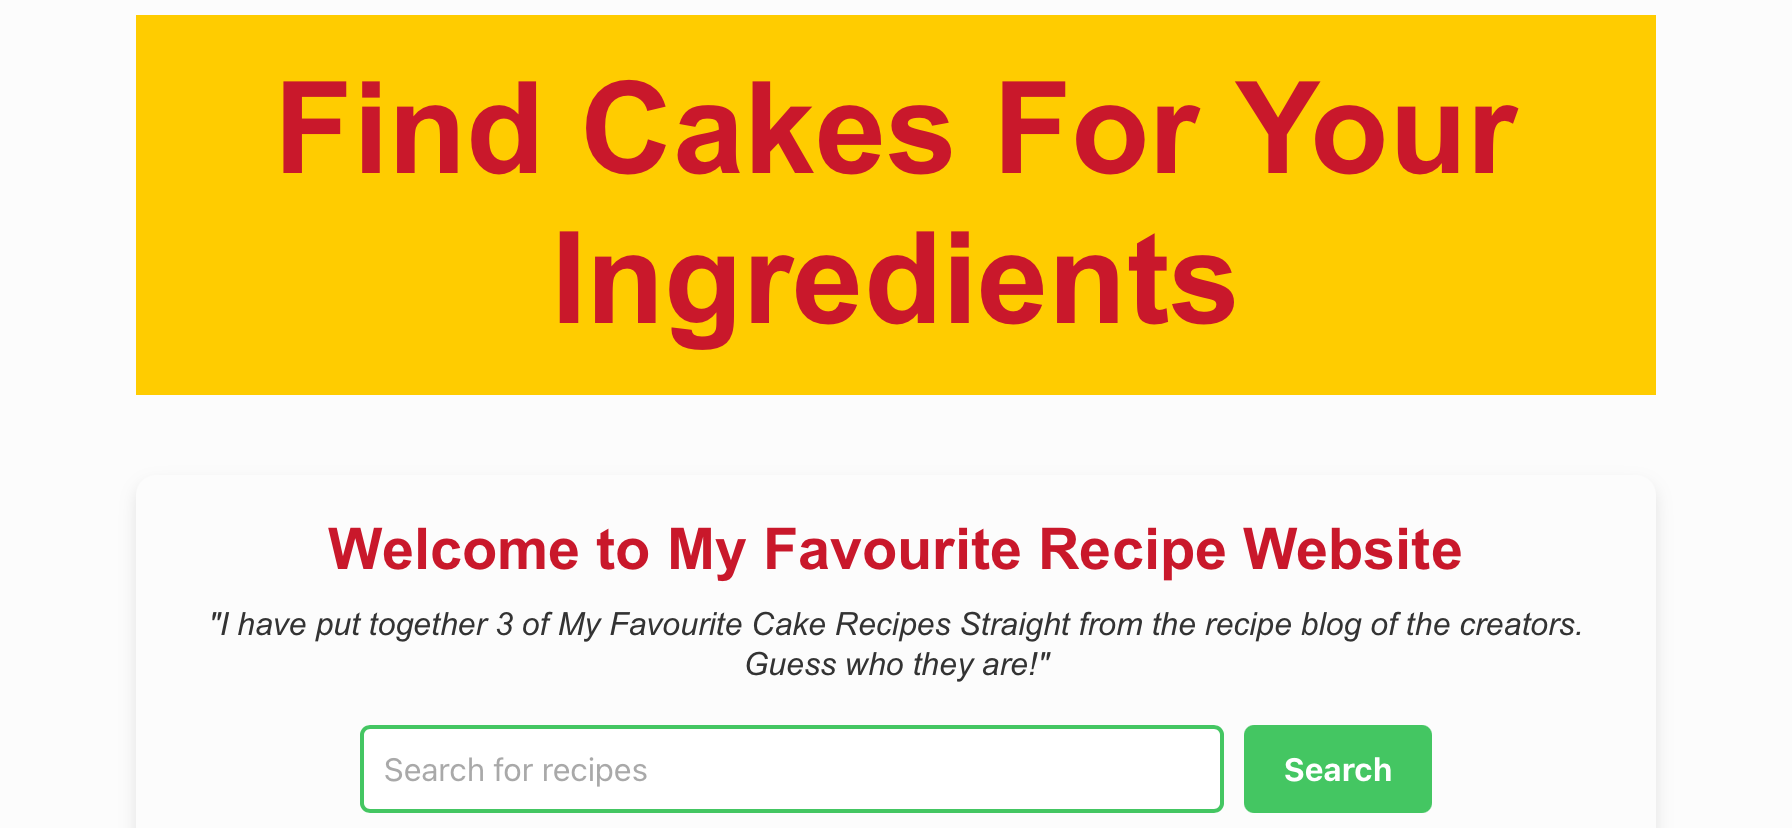 Find Cakes For Your
Ingredients
Welcome to My Favourite Recipe Website
"I have put together 3 of My Favourite Cake Recipes Straight from the recipe blog of the creators.
Guess who they are!"
Search for recipes
Search